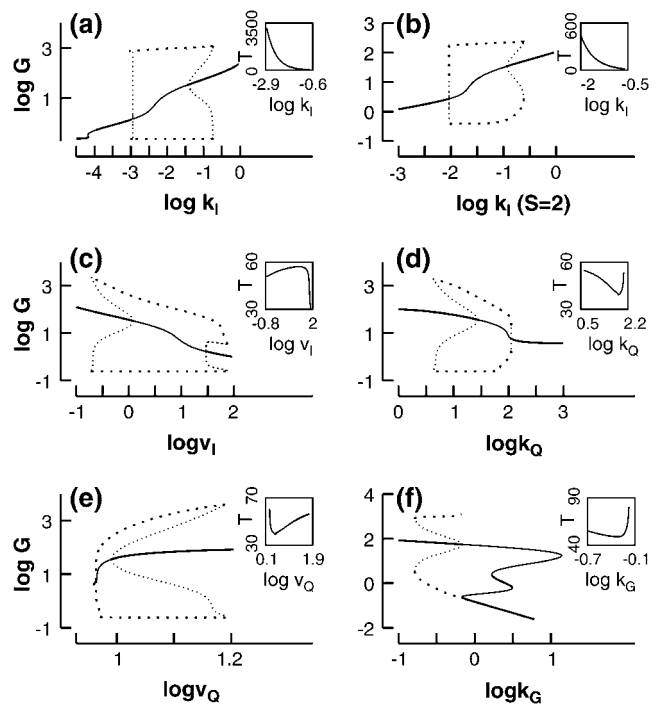 (a)
log G
3
1
-4 -3 -2 -1 0
log k_I
T
0 3500
-2.9 -0.6
log k_I
(b)
3
2
1
0
-1
-3 -2 -1 0
log k_I (S=2)
T
0 600
-2 -0.5
log k_I
(c)
log G
3
1
-1
-1 0 1 2
logv_I
T
30 60
-0.8 2
log v_I
(d)
3
1
-1
0 1 2 3
logk_Q
T
30 60
0.5 2.2
log k_Q
(e)
log G
3
1
-1
1 1.2
logv_Q
T
30 70
0.1 1.9
log v_Q
(f)
4
2
0
-2
-1 0 1
logk_G
T
40 90
-0.7 -0.1
log k_G